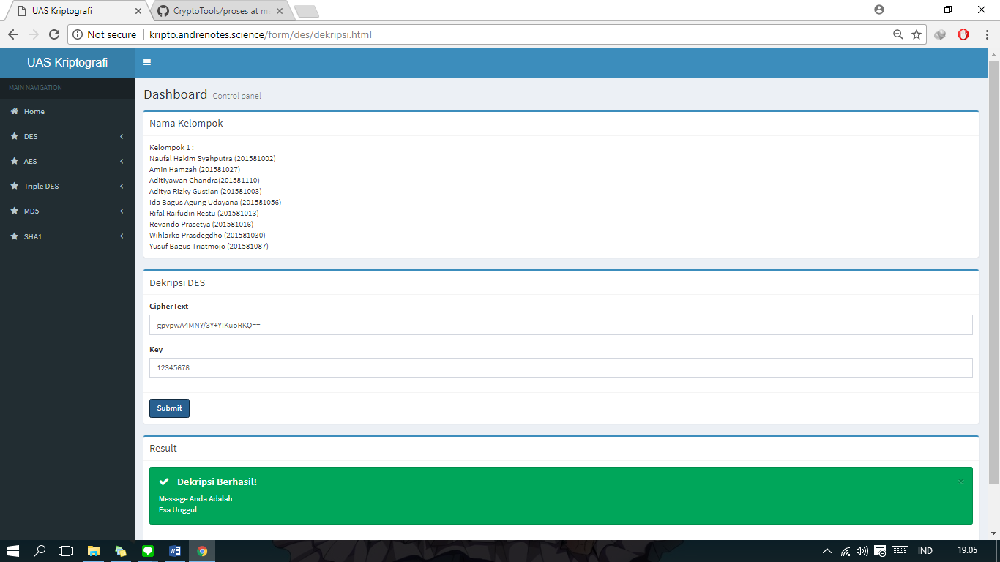 UAS Kriptografi
CryptoTools/proses at ma
Not secure
kripto.andrenotes.science/form/des/dekripsi.html
UAS Kriptografi
MAIN NAVIGATION
Home
DES
AES
Triple DES
MD5
SHA1
Dashboard Control panel
Nama Kelompok
Kelompok 1 :
Naufal Hakim Syahputra (201581002)
Amin Hamzah (201581027)
Aditiyawan Chandra(201581110)
Aditya Rizky Gustian (201581003)
Ida Bagus Agung Udayana (201581056)
Rifal Raifudin Restu (201581013)
Revando Prasetya (201581016)
Wihlarko Prasdegdho (201581030)
Yusuf Bagus Triatmojo (201581087)
Dekripsi DES
CipherText
gpvpwA4MNY/3Y+YIKuoRKQ==
Key
12345678
Submit
Result
Dekripsi Berhasil!
×
Message Anda Adalah :
Esa Unggul
IND
19.05